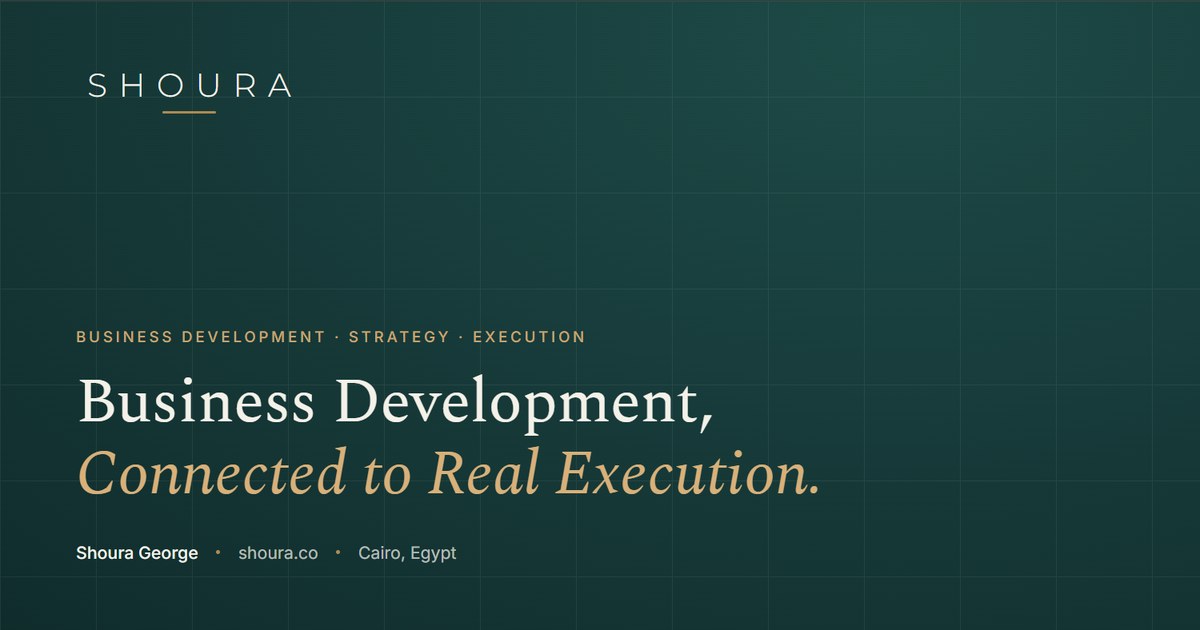 SHOURA
BUSINESS DEVELOPMENT · STRATEGY · EXECUTION
Business Development,
Connected to Real Execution.
Shoura George • shoura.co • Cairo, Egypt